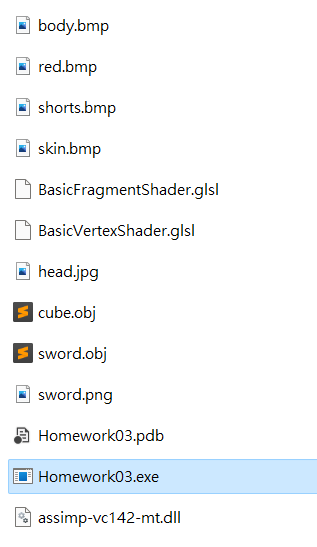 body.bmp
red.bmp
shorts.bmp
skin.bmp
BasicFragmentShader.glsl
BasicVertexShader.glsl
head.jpg
cube.obj
sword.obj
sword.png
Homework03.pdb
Homework03.exe
assimp-vc142-mt.dll